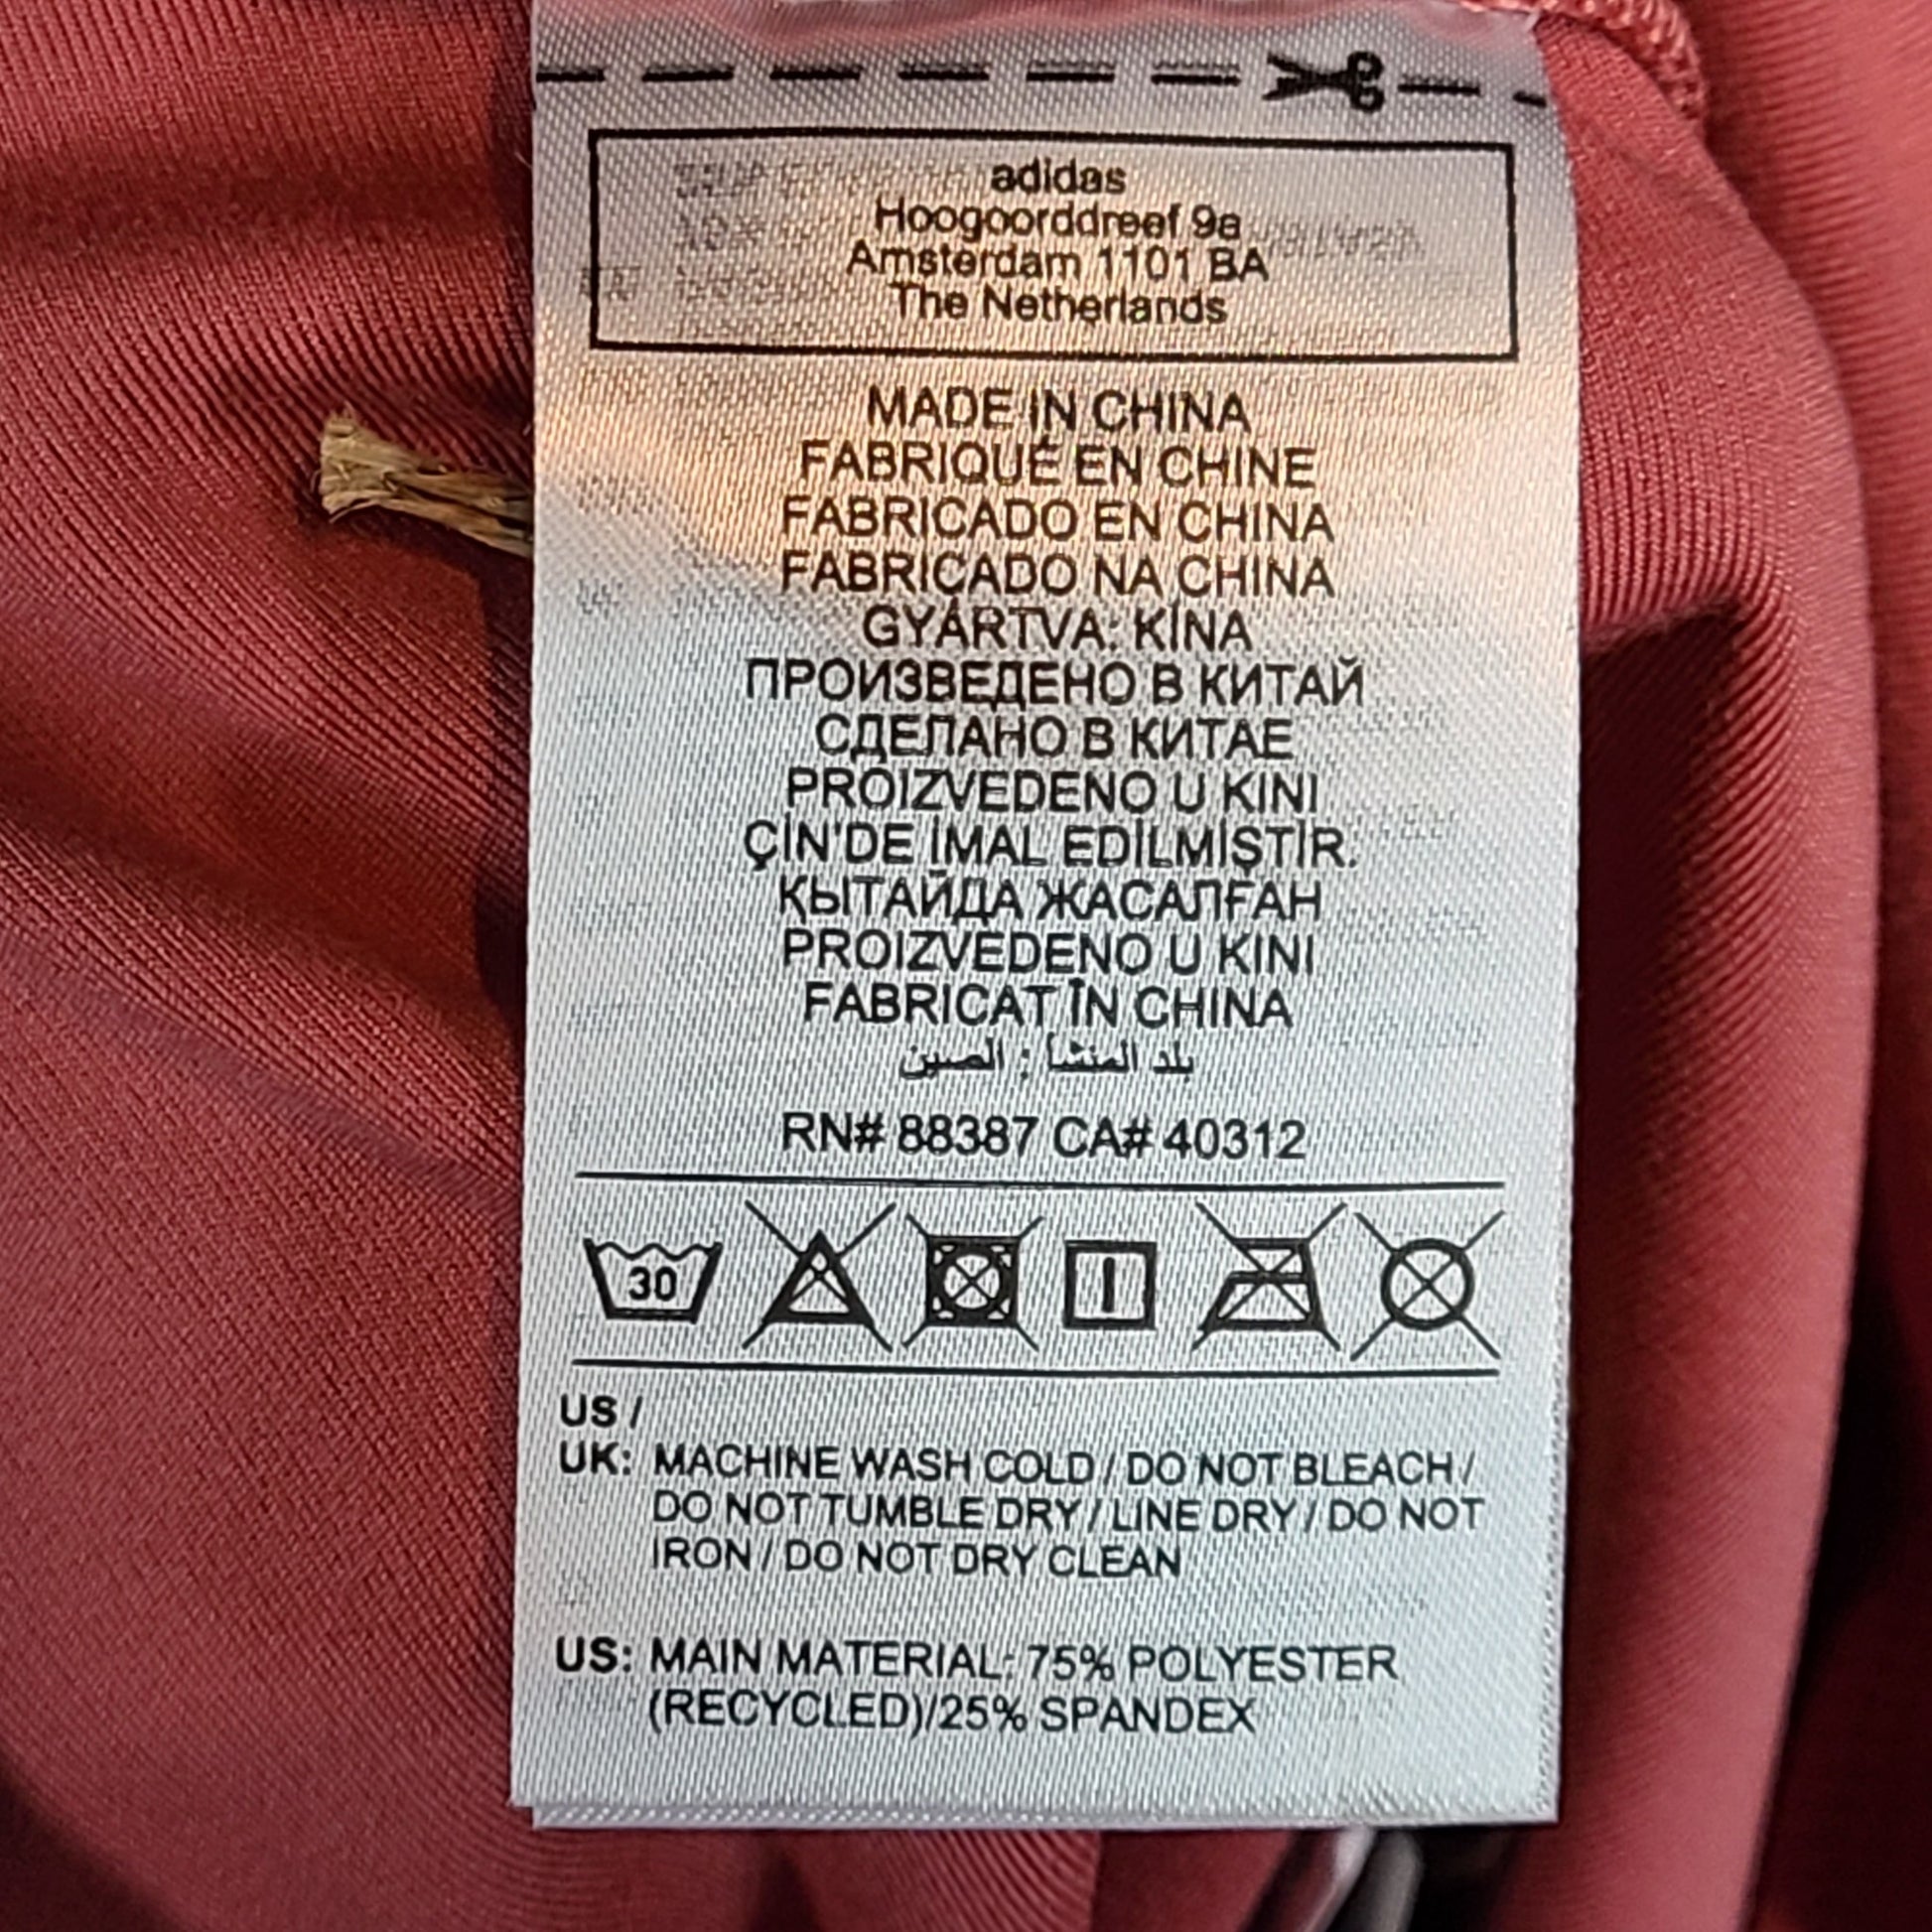 adidas
Hoogoorddreef 9a
Amsterdam 1101 BA
The Netherlands
MADE IN CHINA
FABRIQUÉ EN CHINE
FABRICADO EN CHINA
FABRICADO NA CHINA
GYÁRTVA: KÍNA
ПРОИЗВЕДЕНО В КИТАЙ
СДЕЛАНО В КИТАЕ
PROIZVEDENO U KINI
ÇİN'DE İMAL EDİLMİŞTİR.
ҚЫТАЙДА ЖАСАЛҒАН
PROIZVEDENO U KINI
FABRICAT ÎN CHINA
بلد المنشأ : الصين
RN# 88387 CA# 40312
30
US /
UK: MACHINE WASH COLD / DO NOT BLEACH /
DO NOT TUMBLE DRY / LINE DRY / DO NOT
IRON / DO NOT DRY CLEAN
US: MAIN MATERIAL: 75% POLYESTER
(RECYCLED)/25% SPANDEX